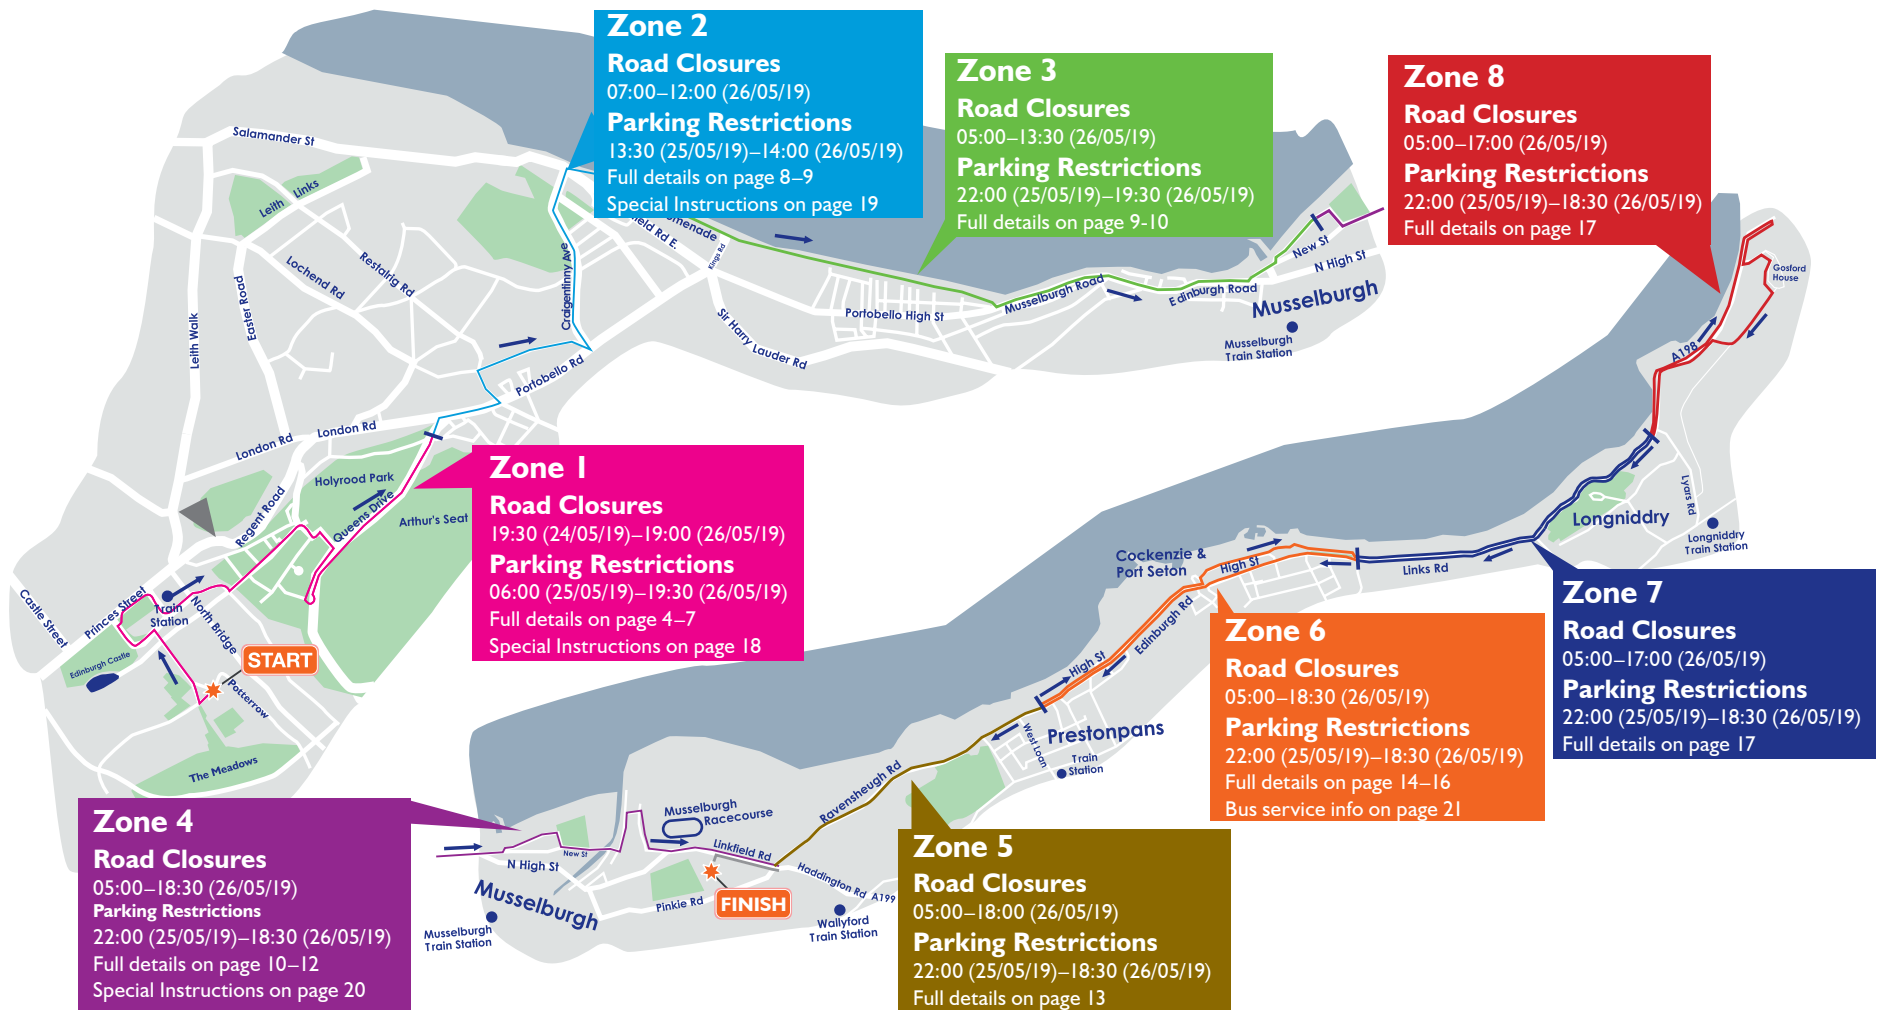 Zone 2
Road Closures
07:00–12:00 (26/05/19)
Parking Restrictions
13:30 (25/05/19)–14:00 (26/05/19)
Full details on page 8–9
Special Instructions on page 19
Zone 3
Road Closures
05:00–13:30 (26/05/19)
Parking Restrictions
22:00 (25/05/19)–19:30 (26/05/19)
Full details on page 9-10
Zone 8
Road Closures
05:00–17:00 (26/05/19)
Parking Restrictions
22:00 (25/05/19)–18:30 (26/05/19)
Full details on page 17
Salamander St
Leith Links
Restalrig Rd
Lochend Rd
Easter Road
Leith Walk
Craigentinny Ave
Rd E.
Kings Rd
Portobello High St
Sir Harry Lauder Rd
Portobello Rd
Musselburgh Road
Edinburgh Road
New St
N High St
Musselburgh
Musselburgh
Train Station
Gosford
House
A198
London Rd
London Rd
Holyrood Park
Queens Drive
Arthur's Seat
Regent Road
Princes Street
Castle Street
Train
Station
North Bridge
Edinburgh Castle
START
Potterrow
The Meadows
Zone 1
Road Closures
19:30 (24/05/19)–19:00 (26/05/19)
Parking Restrictions
06:00 (25/05/19)–19:30 (26/05/19)
Full details on page 4–7
Special Instructions on page 18
Lyars Rd
Longniddry
Longniddry
Train Station
Links Rd
Cockenzie &
Port Seton
High St
Edinburgh Rd
High St
Prestonpans
West Loan
Train
Station
Ravensheugh Rd
Zone 7
Road Closures
05:00–17:00 (26/05/19)
Parking Restrictions
22:00 (25/05/19)–18:30 (26/05/19)
Full details on page 17
Zone 6
Road Closures
05:00–18:30 (26/05/19)
Parking Restrictions
22:00 (25/05/19)–18:30 (26/05/19)
Full details on page 14–16
Bus service info on page 21
Zone 4
Road Closures
05:00–18:30 (26/05/19)
Parking Restrictions
22:00 (25/05/19)–18:30 (26/05/19)
Full details on page 10–12
Special Instructions on page 20
Musselburgh
Racecourse
Linkfield Rd
New St
N High St
Musselburgh
Musselburgh
Train Station
Pinkie Rd
FINISH
Haddington Rd A199
Wallyford
Train Station
Zone 5
Road Closures
05:00–18:00 (26/05/19)
Parking Restrictions
22:00 (25/05/19)–18:30 (26/05/19)
Full details on page 13